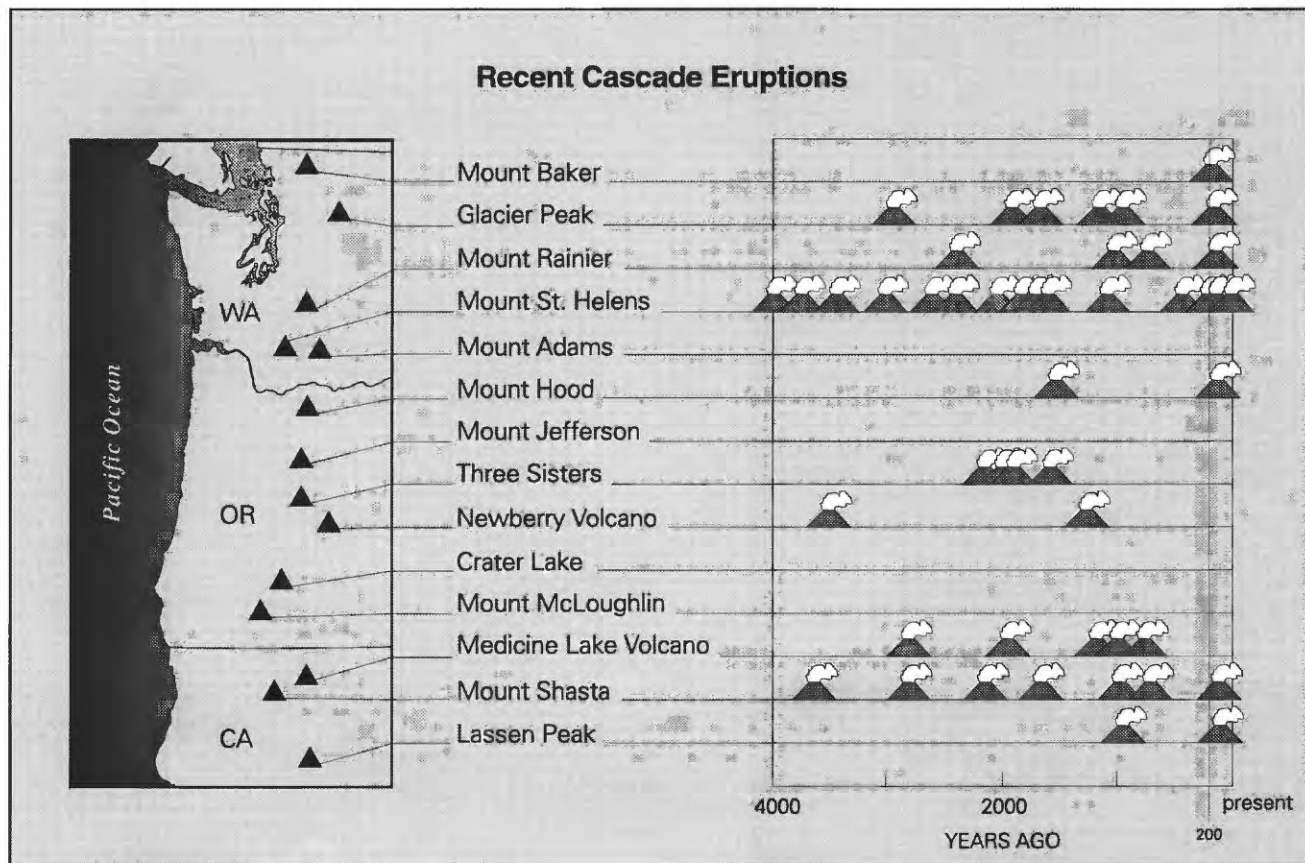 Recent Cascade Eruptions
Pacific Ocean
WA
OR
CA
Mount Baker
Glacier Peak
Mount Rainier
Mount St. Helens
Mount Adams
Mount Hood
Mount Jefferson
Three Sisters
Newberry Volcano
Crater Lake
Mount McLoughlin
Medicine Lake Volcano
Mount Shasta
Lassen Peak
4000 2000 present
200
YEARS AGO